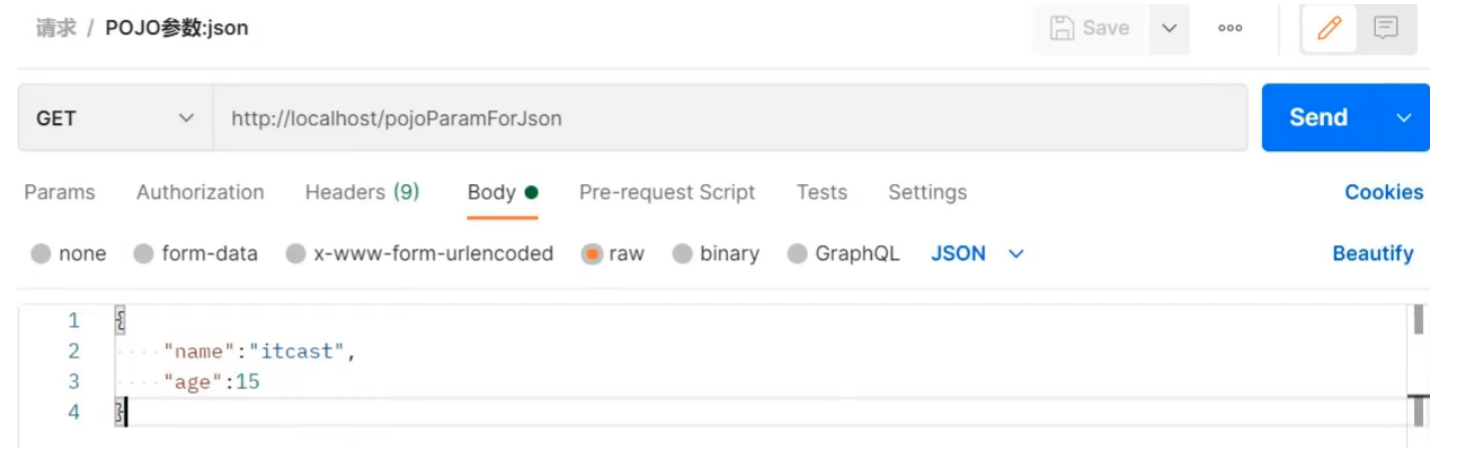 请求 / POJO参数:json Save ooo
GET http://localhost/pojoParamForJson Send
Params Authorization Headers (9) Body Pre-request Script Tests Settings Cookies
none form-data x-www-form-urlencoded raw binary GraphQL JSON Beautify
1 {
2 "name":"itcast",
3 "age":15
4 }